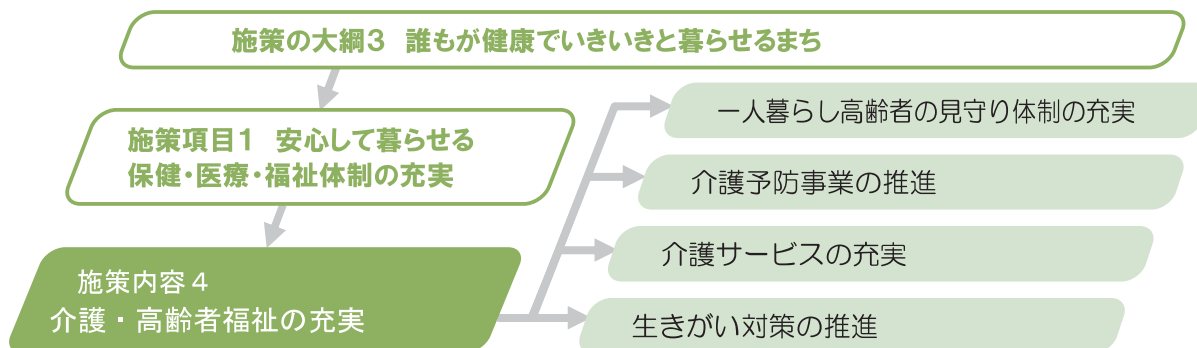 施策の大綱3 誰もが健康でいきいきと暮らせるまち
施策項目1 安心して暮らせる
保健・医療・福祉体制の充実
施策内容4
介護・高齢者福祉の充実
一人暮らし高齢者の見守り体制の充実
介護予防事業の推進
介護サービスの充実
生きがい対策の推進